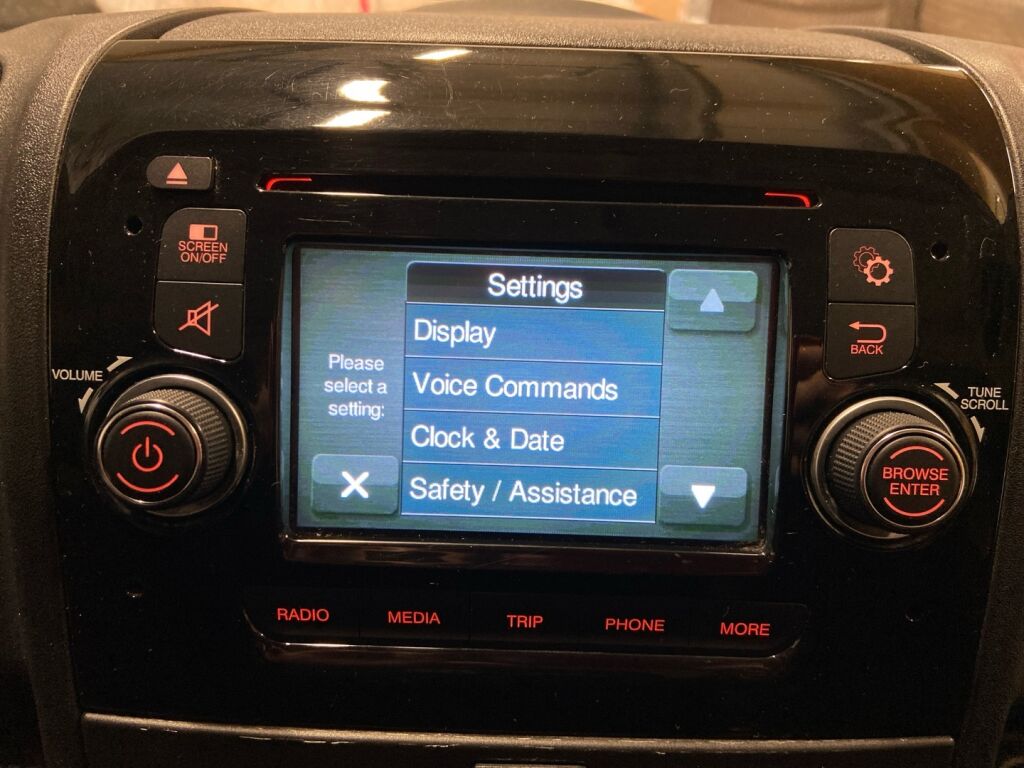 SCREEN
ON/OFF
VOLUME
Settings
Display
Voice Commands
Clock & Date
Safety / Assistance
Please
select a
setting:
BACK
TUNE
SCROLL
BROWSE
ENTER
RADIO
MEDIA
TRIP
PHONE
MORE